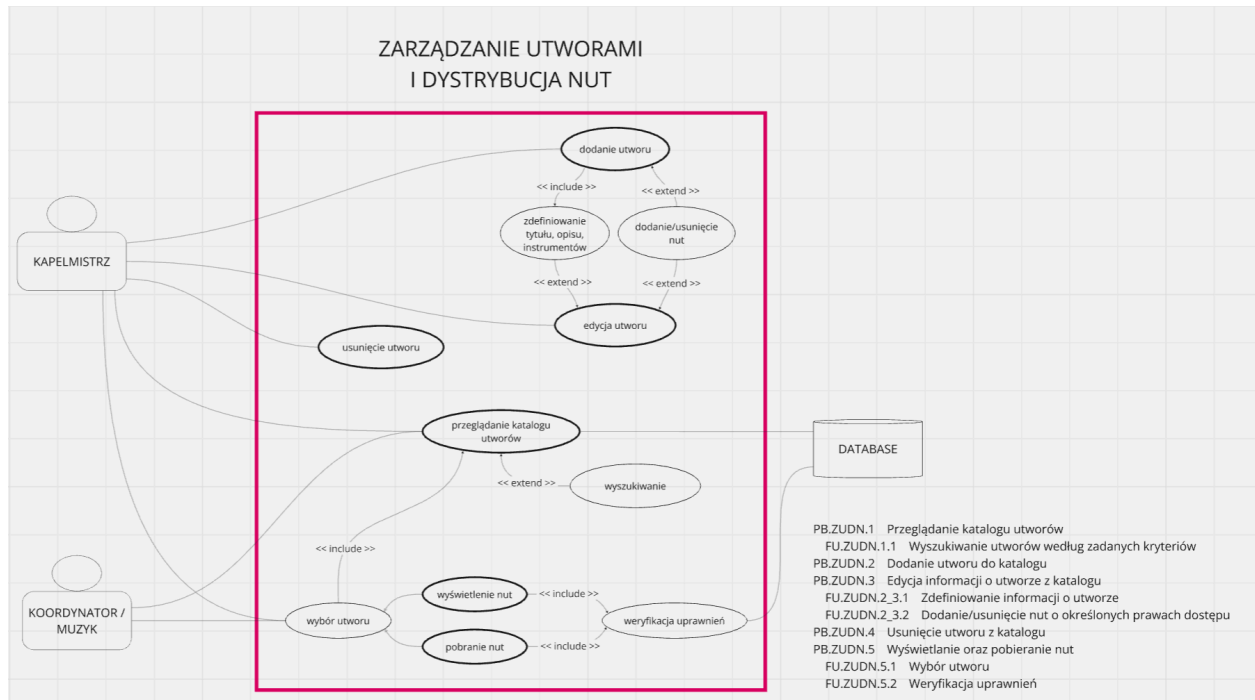 ZARZĄDZANIE UTWORAMI
I DYSTRYBUCJA NUT
dodanie utworu
<< include >>
<< extend >>
zdefiniowanie
tytułu, opisu,
instrumentów
dodanie/usunięcie
nut
KAPELMISTRZ
<< extend >>
<< extend >>
edycja utworu
usunięcie utworu
przeglądanie katalogu
utworów
DATABASE
<< extend >>
wyszukiwanie
<< include >>
KOORDYNATOR /
MUZYK
wybór utworu
wyświetlenie nut
<< include >>
weryfikacja uprawnień
pobranie nut
<< include >>
PB.ZUDN.1 Przeglądanie katalogu utworów
FU.ZUDN.1.1 Wyszukiwanie utworów według zadanych kryteriów
PB.ZUDN.2 Dodanie utworu do katalogu
PB.ZUDN.3 Edycja informacji o utworze z katalogu
FU.ZUDN.2_3.1 Zdefiniowanie informacji o utworze
FU.ZUDN.2_3.2 Dodanie/usunięcie nut o określonych prawach dostępu
PB.ZUDN.4 Usunięcie utworu z katalogu
PB.ZUDN.5 Wyświetlanie oraz pobieranie nut
FU.ZUDN.5.1 Wybór utworu
FU.ZUDN.5.2 Weryfikacja uprawnień